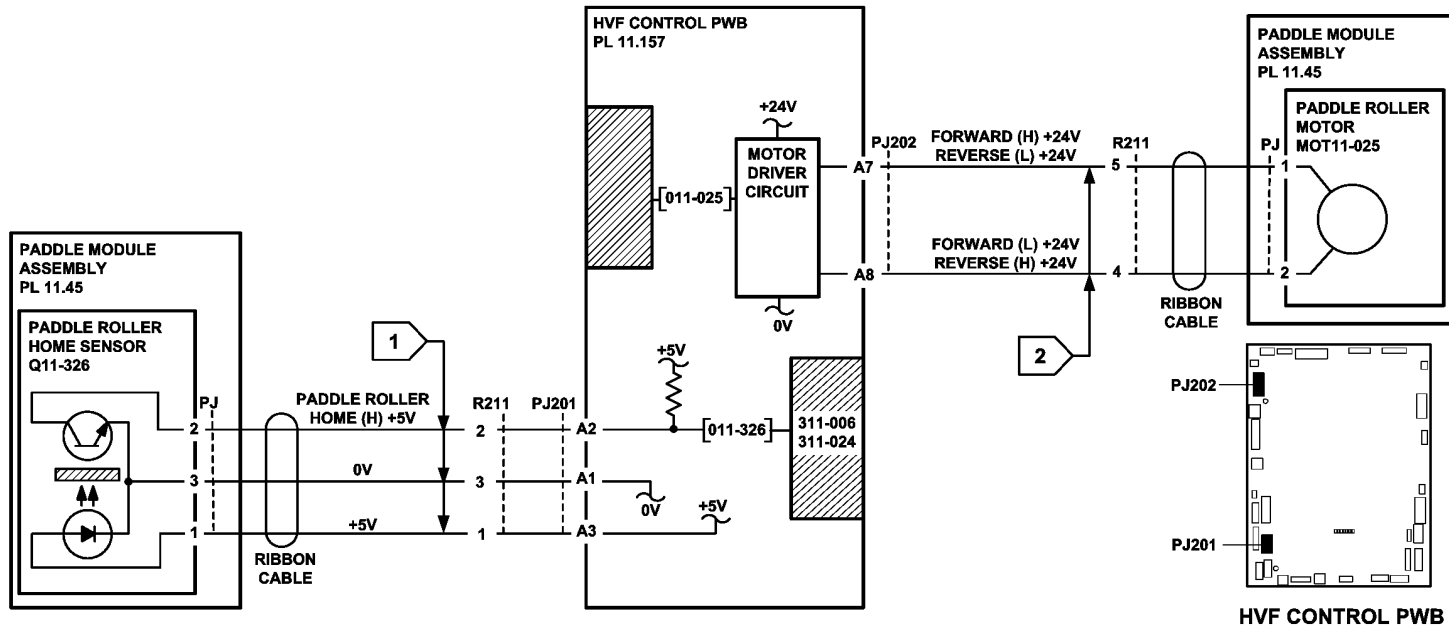 HVF CONTROL PWB
PL 11.157
PADDLE MODULE
ASSEMBLY
PL 11.45
PADDLE ROLLER
MOTOR
MOT11-025
+24V
MOTOR
DRIVER
CIRCUIT
[011-025]
0V
A7
A8
PJ202
FORWARD (H) +24V
REVERSE (L) +24V
FORWARD (L) +24V
REVERSE (H) +24V
R211
5
4
PJ
1
2
RIBBON
CABLE
2
PADDLE MODULE
ASSEMBLY
PL 11.45
PADDLE ROLLER
HOME SENSOR
Q11-326
PJ
2
3
1
1
PADDLE ROLLER
HOME (H) +5V
0V
+5V
RIBBON
CABLE
R211
2
3
1
PJ201
A2
A1
A3
+5V
[011-326]
311-006
311-024
0V
+5V
PJ202
PJ201
HVF CONTROL PWB